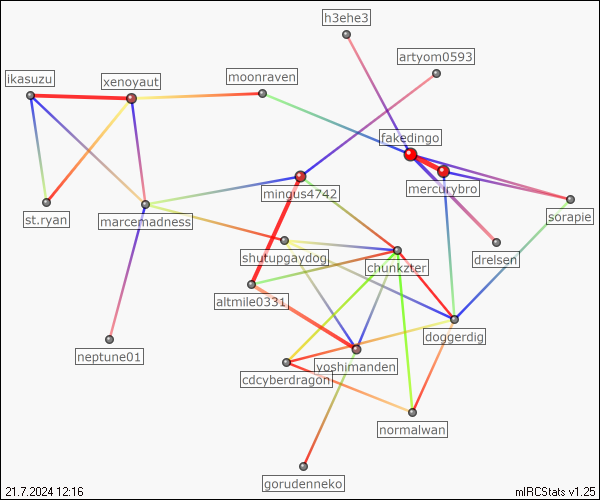 h3ehe3
artyom0593
ikasuzu
xenoyaut
moonraven
fakedingo
mercurybro
mingus4742
st.ryan
marcemadness
sorapie
shutupgaydog
drelsen
chunkzter
altmile0331
doggerdig
neptune01
yoshimanden
cdcyberdragon
normalwan
gorudenneko
21.7.2024 12:16
mIRCStats v1.25